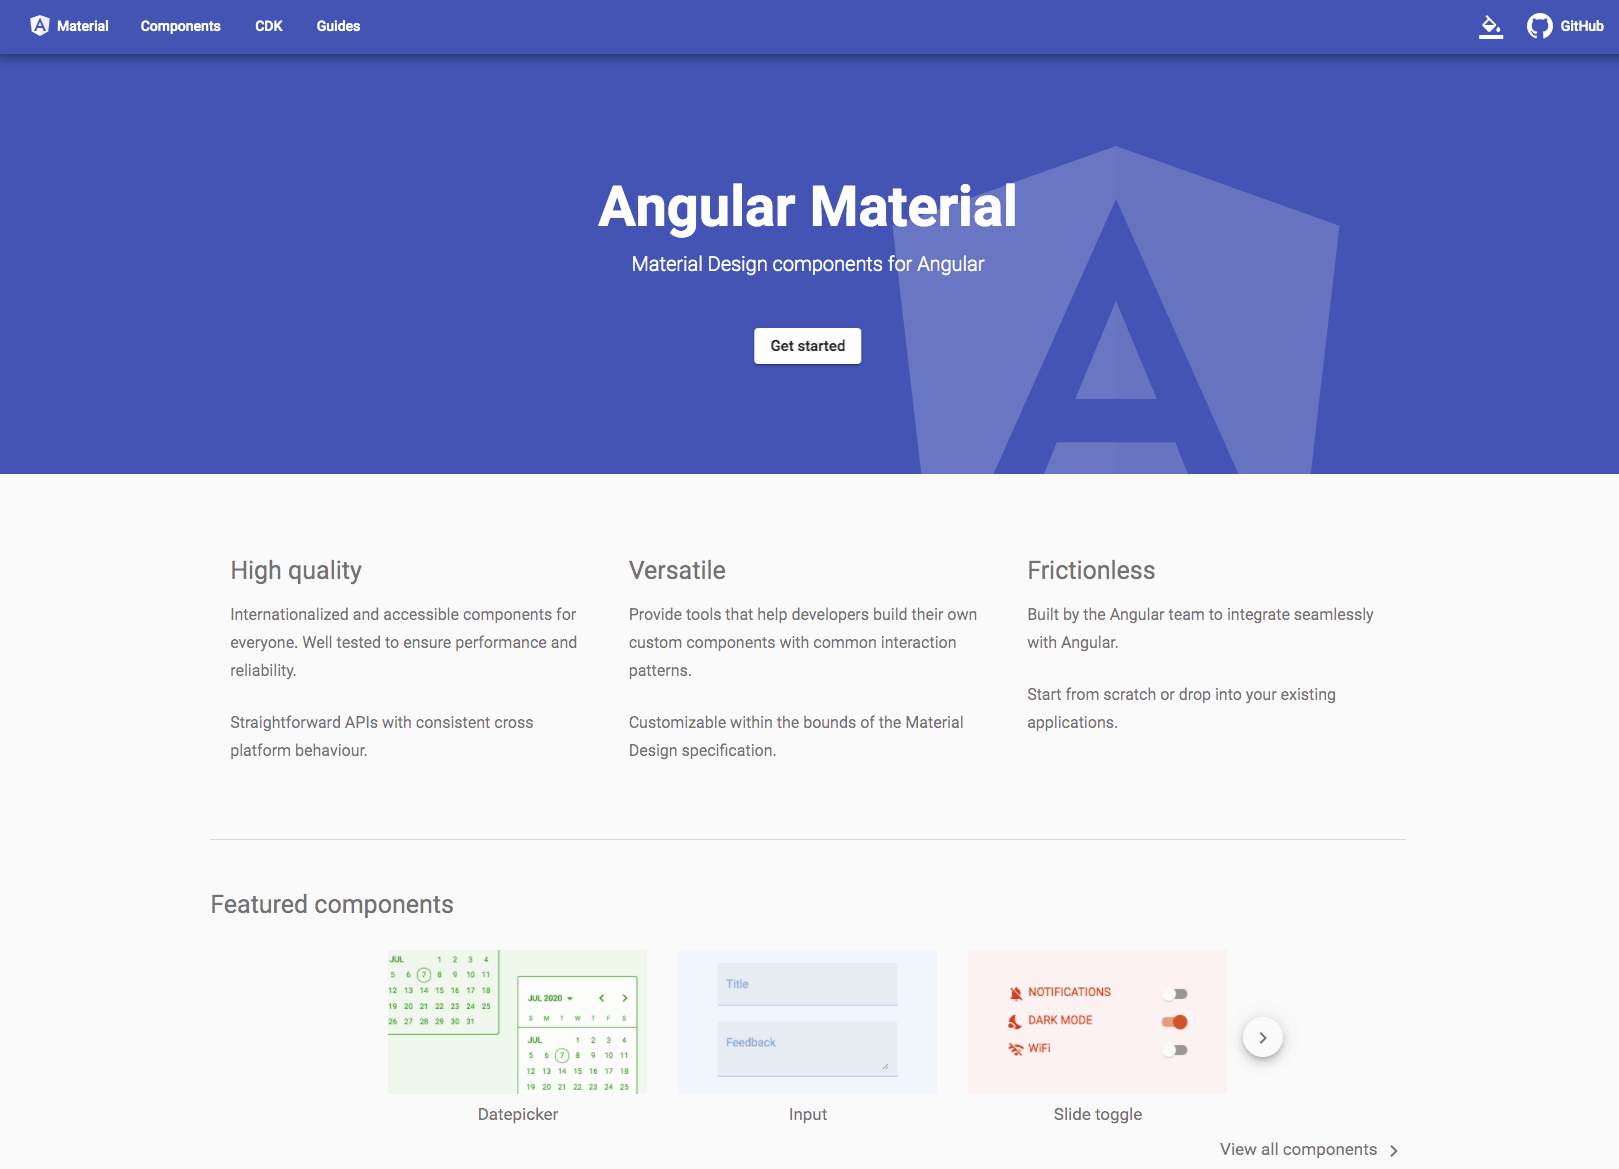 Material Components CDK Guides GitHub
Angular Material
Material Design components for Angular
Get started
High quality
Internationalized and accessible components for
everyone. Well tested to ensure performance and
reliability.
Straightforward APIs with consistent cross
platform behaviour.
Versatile
Provide tools that help developers build their own
custom components with common interaction
patterns.
Customizable within the bounds of the Material
Design specification.
Frictionless
Built by the Angular team to integrate seamlessly
with Angular.
Start from scratch or drop into your existing
applications.
Featured components
JUL 1 2 3 4
5 6 7 8 9 10 11
12 13 14 15 16 17 18
19 20 21 22 23 24 25
26 27 28 29 30 31
JUL 2020
S M T W T F S
JUL 1 2 3 4
5 6 7 8 9 10 11
12 13 14 15 16 17 18
19 20 21 22 23 24 25
Datepicker
Title
Feedback
Input
NOTIFICATIONS
DARK MODE
WiFi
Slide toggle
View all components